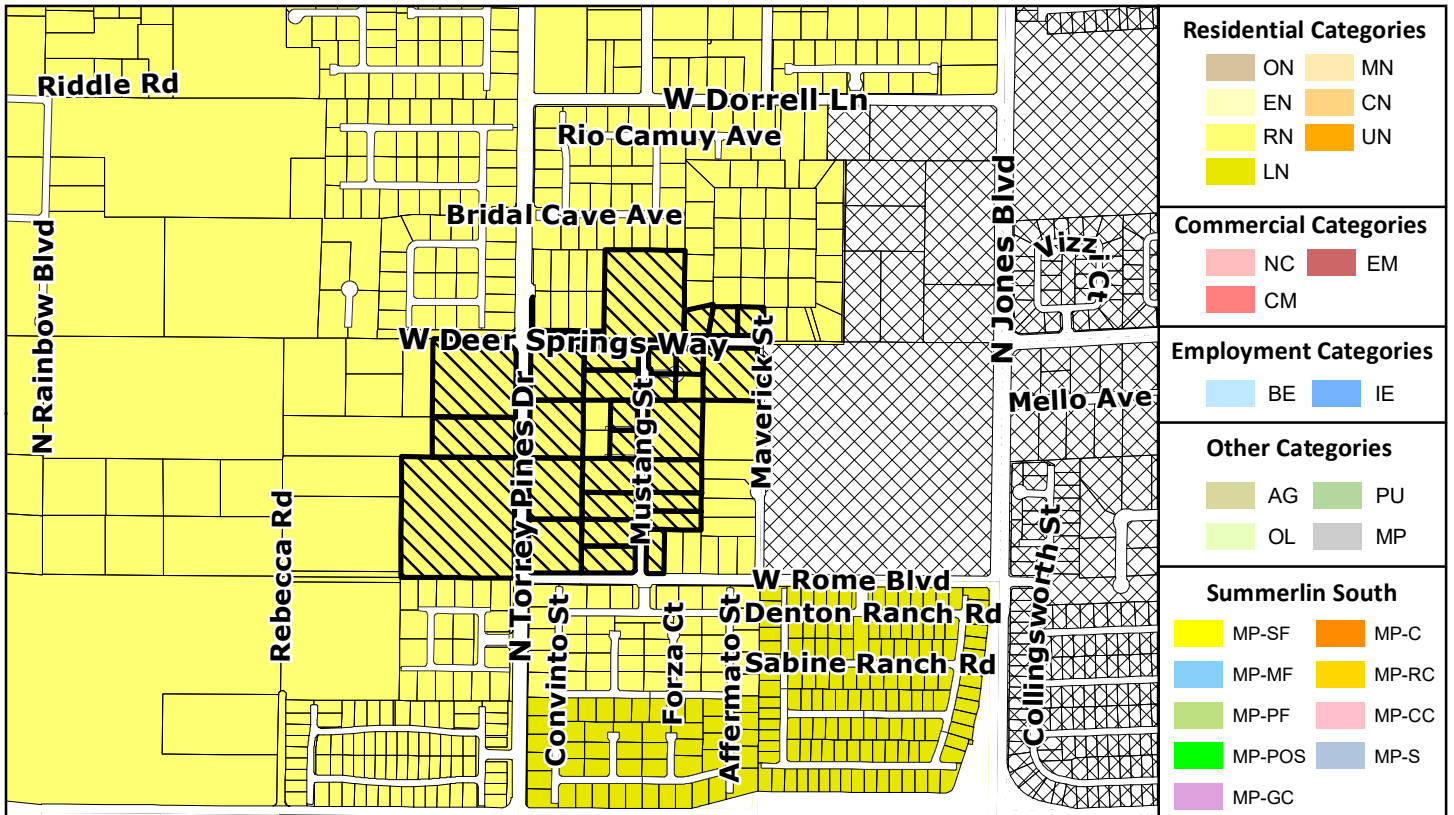 Riddle Rd
W Dorrell Ln
Rio Camuy Ave
Bridal Cave Ave
N Rainbow Blvd
N Jones Blvd
Vizzi Ct
W Deer Springs Way
Maverick St
Mustang St
N Torrey Pines Dr
Mello Ave
Rebecca Rd
Collingsworth St
W Rome Blvd
Denton Ranch Rd
Sabine Ranch Rd
Convinto St
Forza Ct
Affermato St
Residential Categories
ON MN
EN CN
RN UN
LN
Commercial Categories
NC EM
CM
Employment Categories
BE IE
Other Categories
AG PU
OL MP
Summerlin South
MP-SF MP-C
MP-MF MP-RC
MP-PF MP-CC
MP-POS MP-S
MP-GC